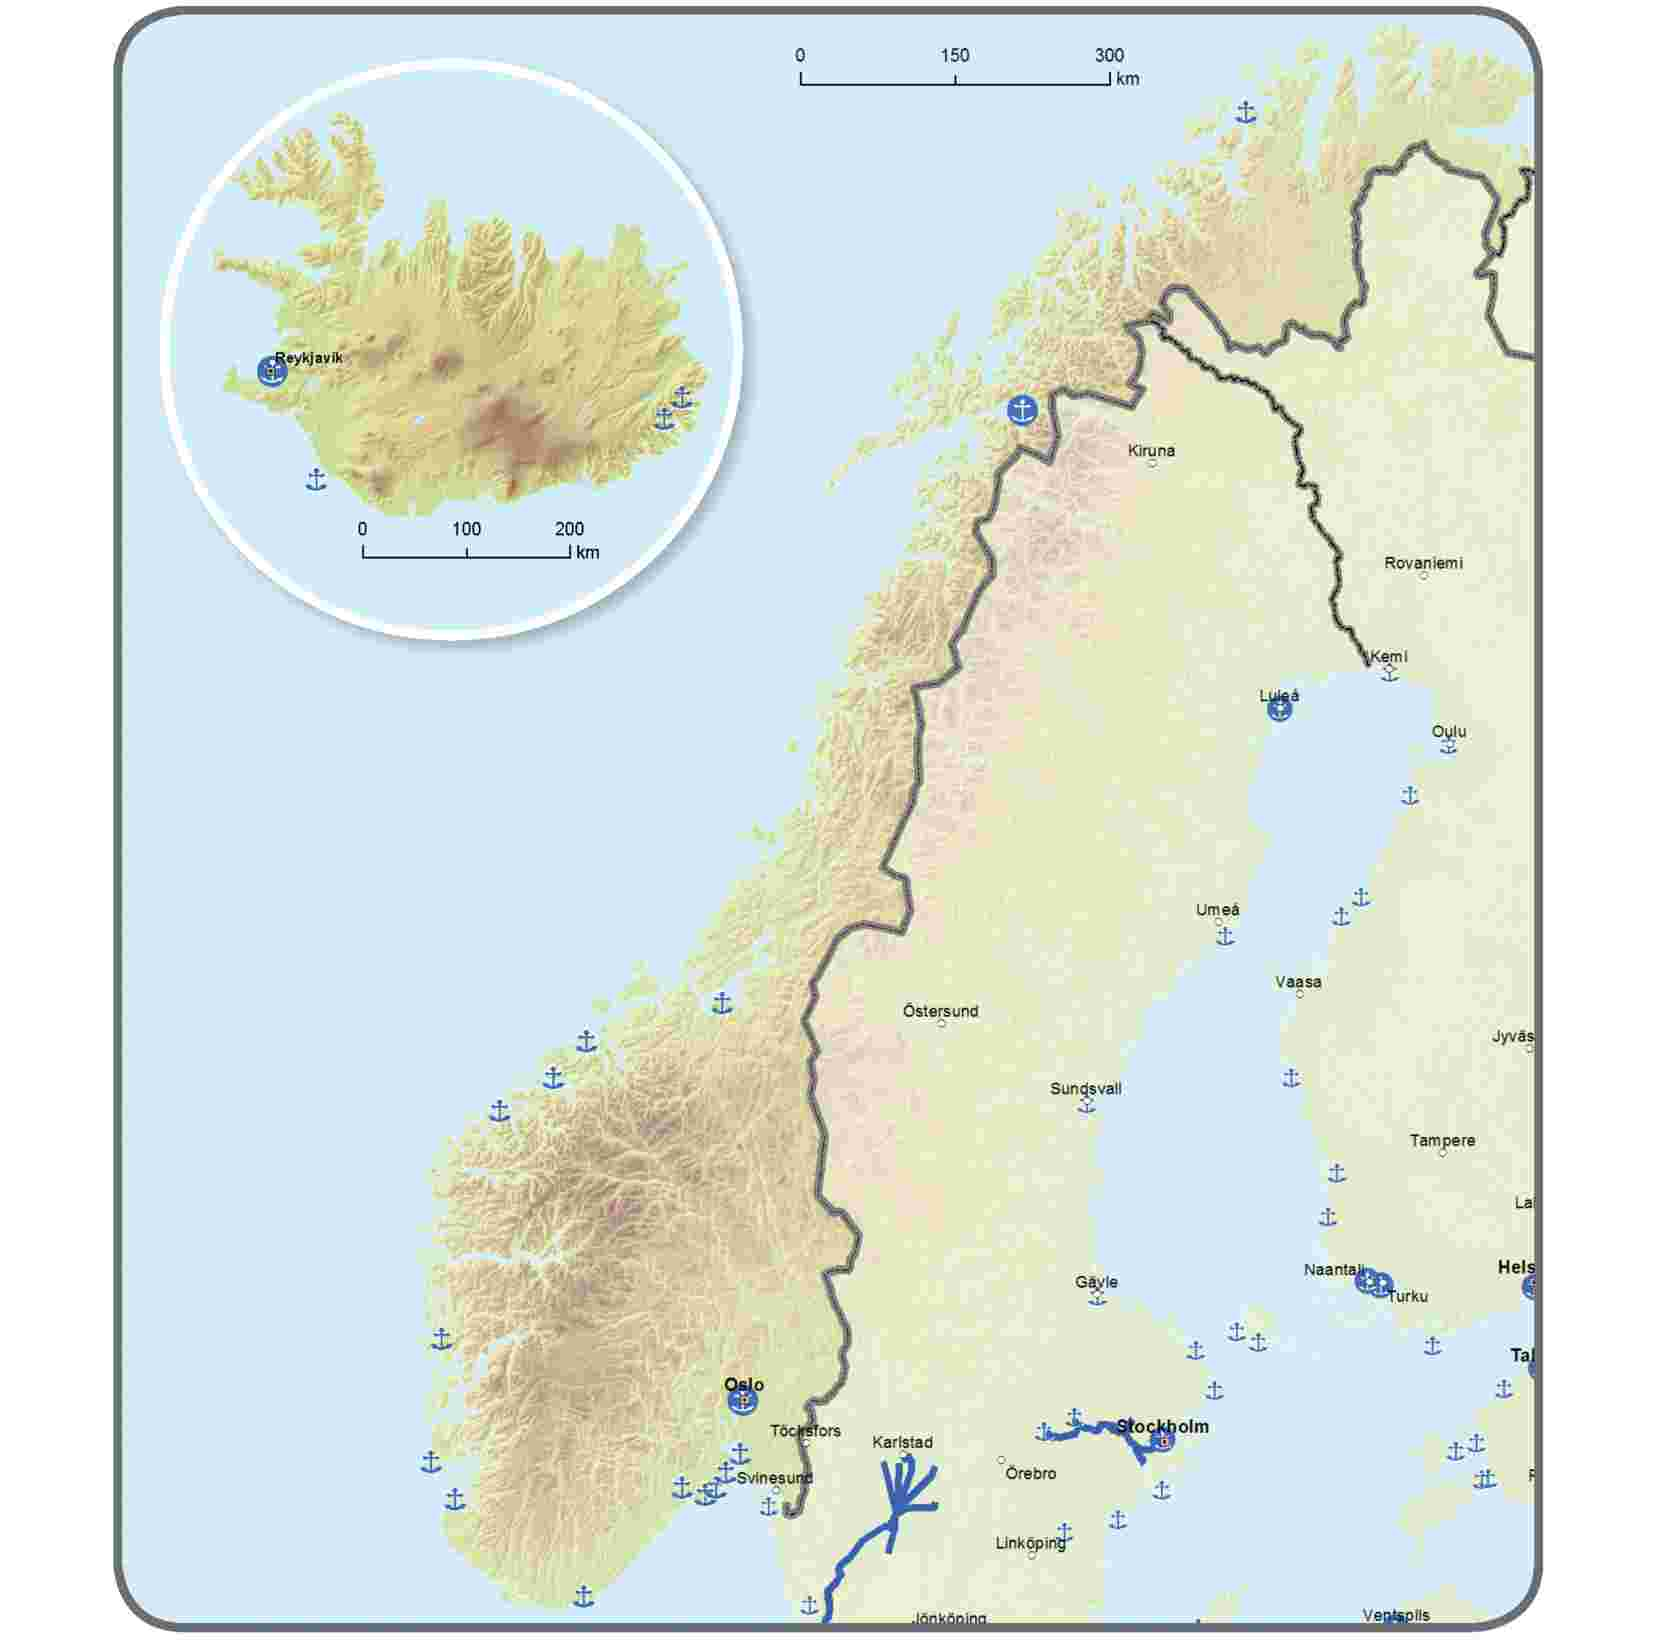 0 150 300
km
Reykjavík
0 100 200
km
Kiruna
Rovaniemi
Kemi
Luleå
Oulu
Umeå
Vaasa
Östersund
Jyväs
Sundsvall
Tampere
La
Naantali
Gävle
Turku
Hels
Tal
Oslo
Stockholm
Töcksfors
Karlstad
Örebro
Svinesund
Linköping
Jönköping
Ventspils